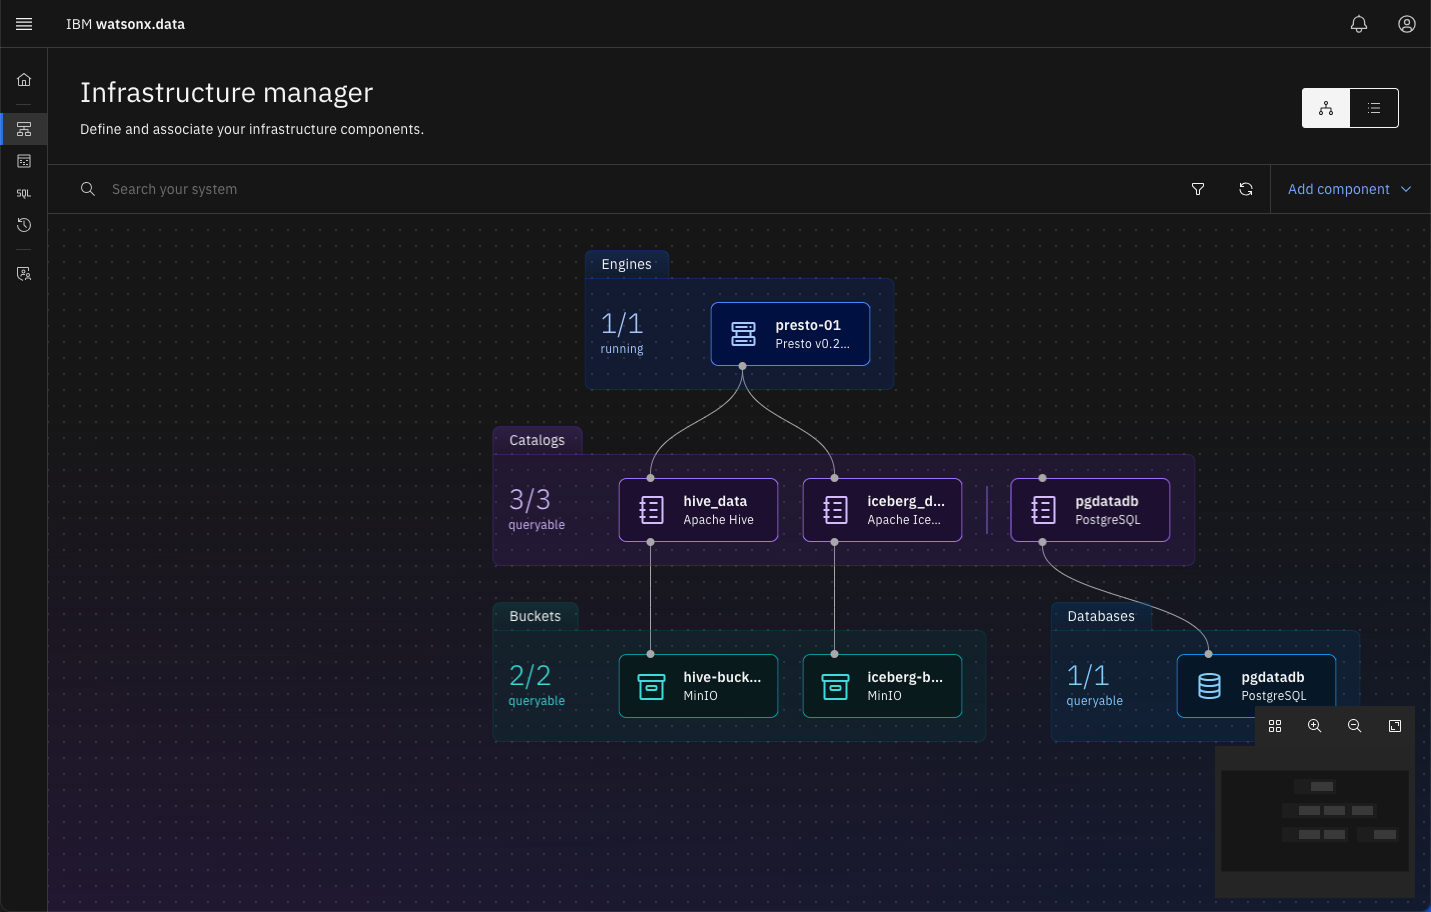 IBM watsonx.data
Infrastructure manager
Define and associate your infrastructure components.
Search your system
Add component
SQL
Engines
1/1
running
presto-01
Presto v0.2...
Catalogs
3/3
queryable
hive_data
Apache Hive
iceberg_d...
Apache Ice...
pgdatadb
PostgreSQL
Buckets
2/2
queryable
hive-buck...
MinIO
iceberg-b...
MinIO
Databases
1/1
queryable
pgdatadb
PostgreSQL